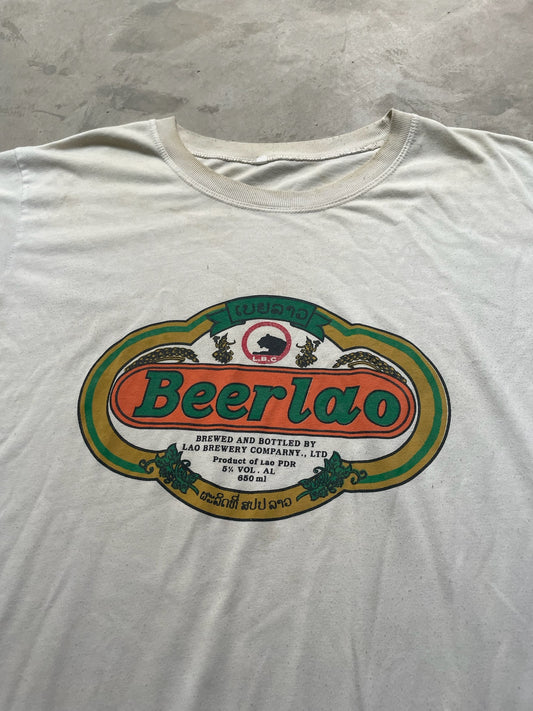 ເບຍລາວ
L.B.C
Beerlao
BREWED AND BOTTLED BY
LAO BREWERY COMPARNY., LTD
Product of LAO PDR
5% VOL. AL
650 ml
ຜະລິດທີ່ ສປປ ລາວ